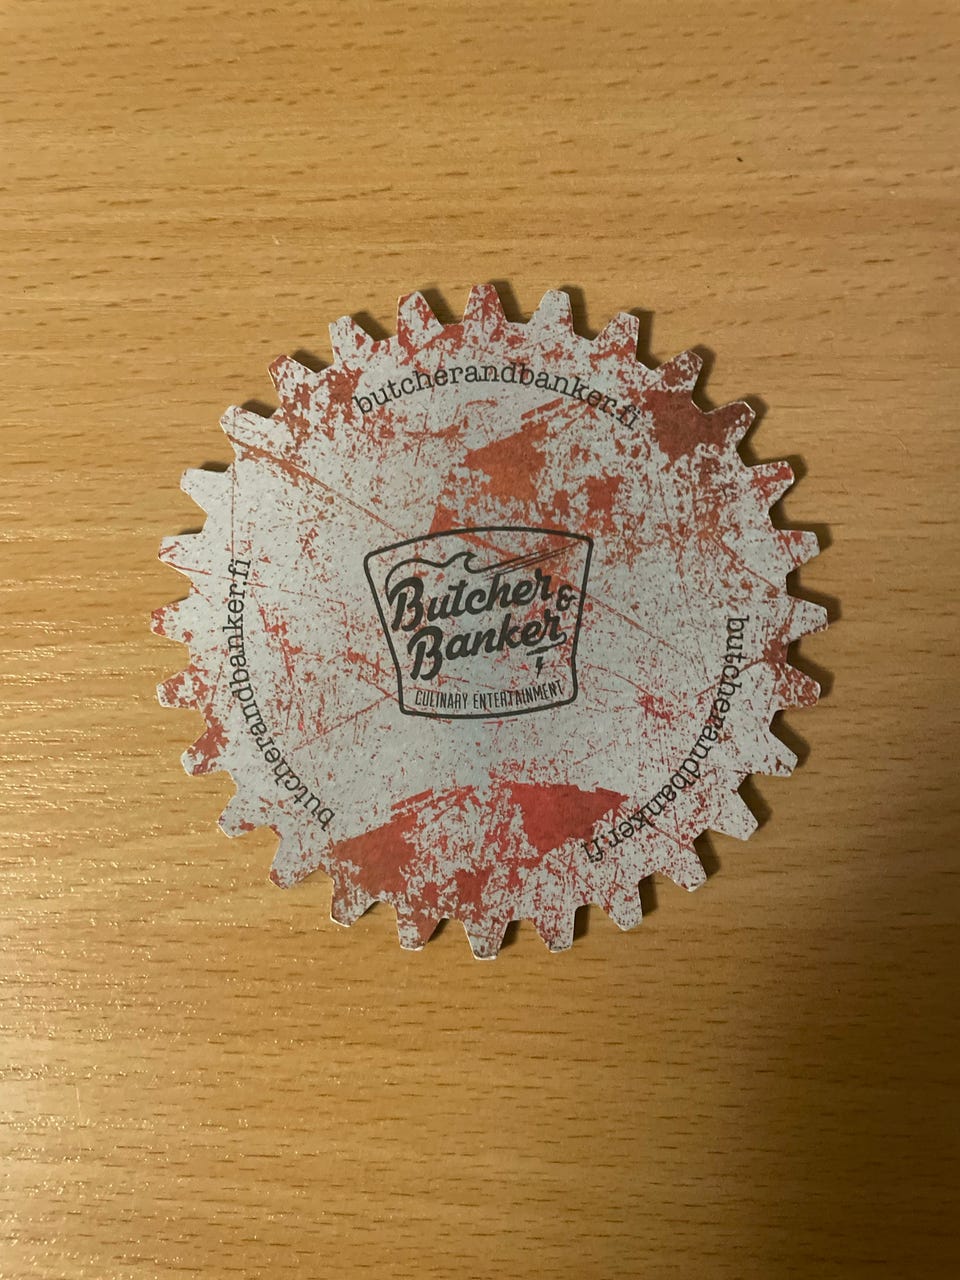 butcherandbanker.fi
Butcher &
Banker
CULINARY ENTERTAINMENT
butcherandbanker.fi
butcherandbanker.fi